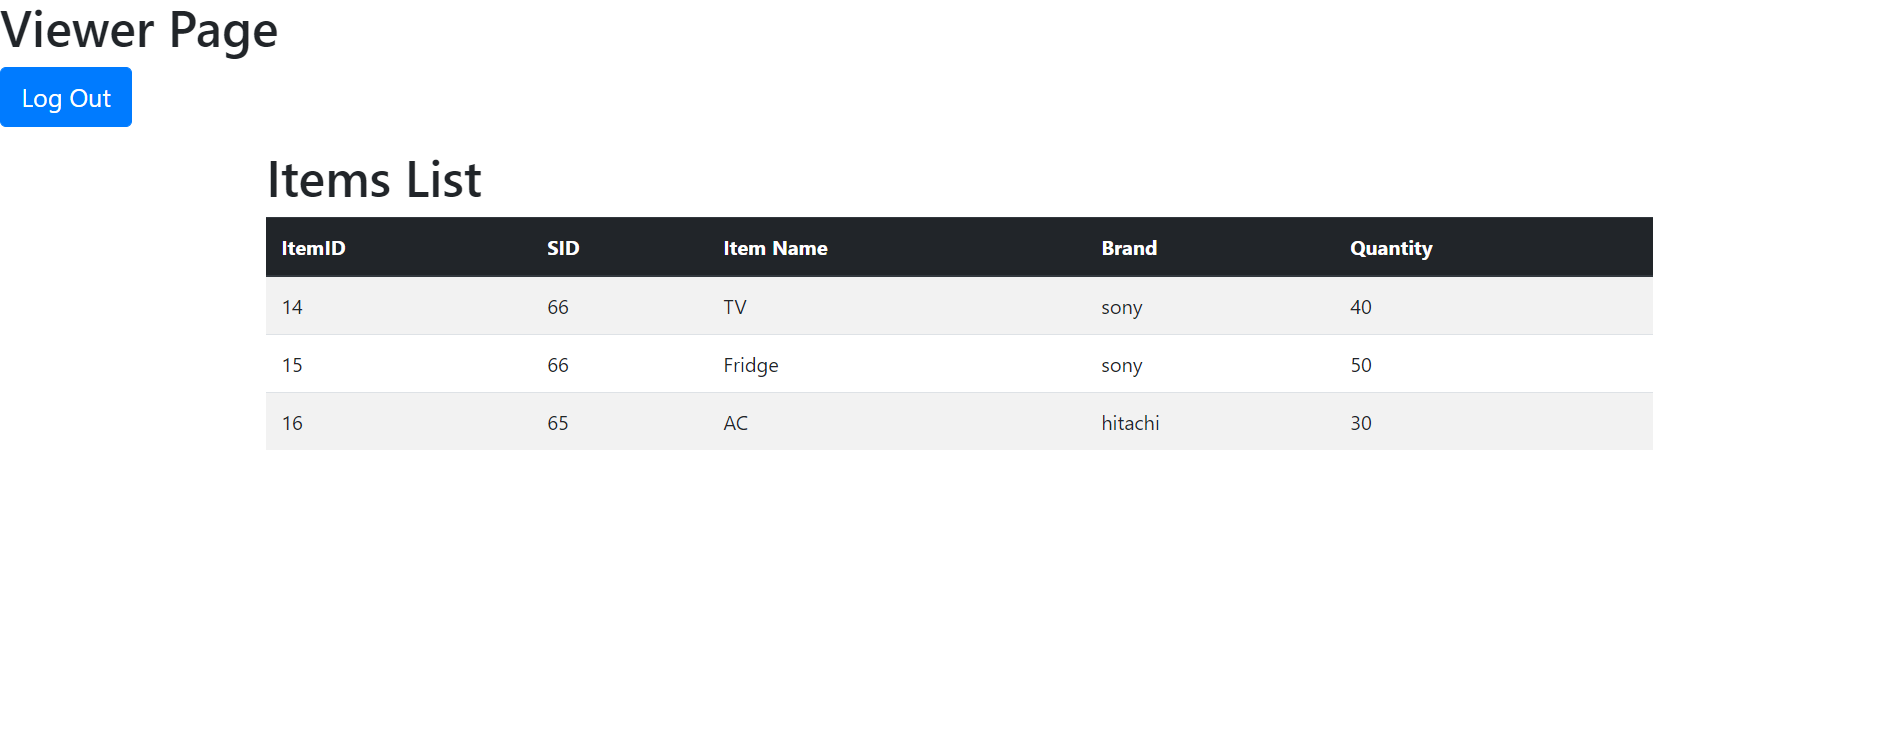 Viewer Page
Log Out
Items List
ItemID SID Item Name Brand Quantity
14 66 TV sony 40
15 66 Fridge sony 50
16 65 AC hitachi 30